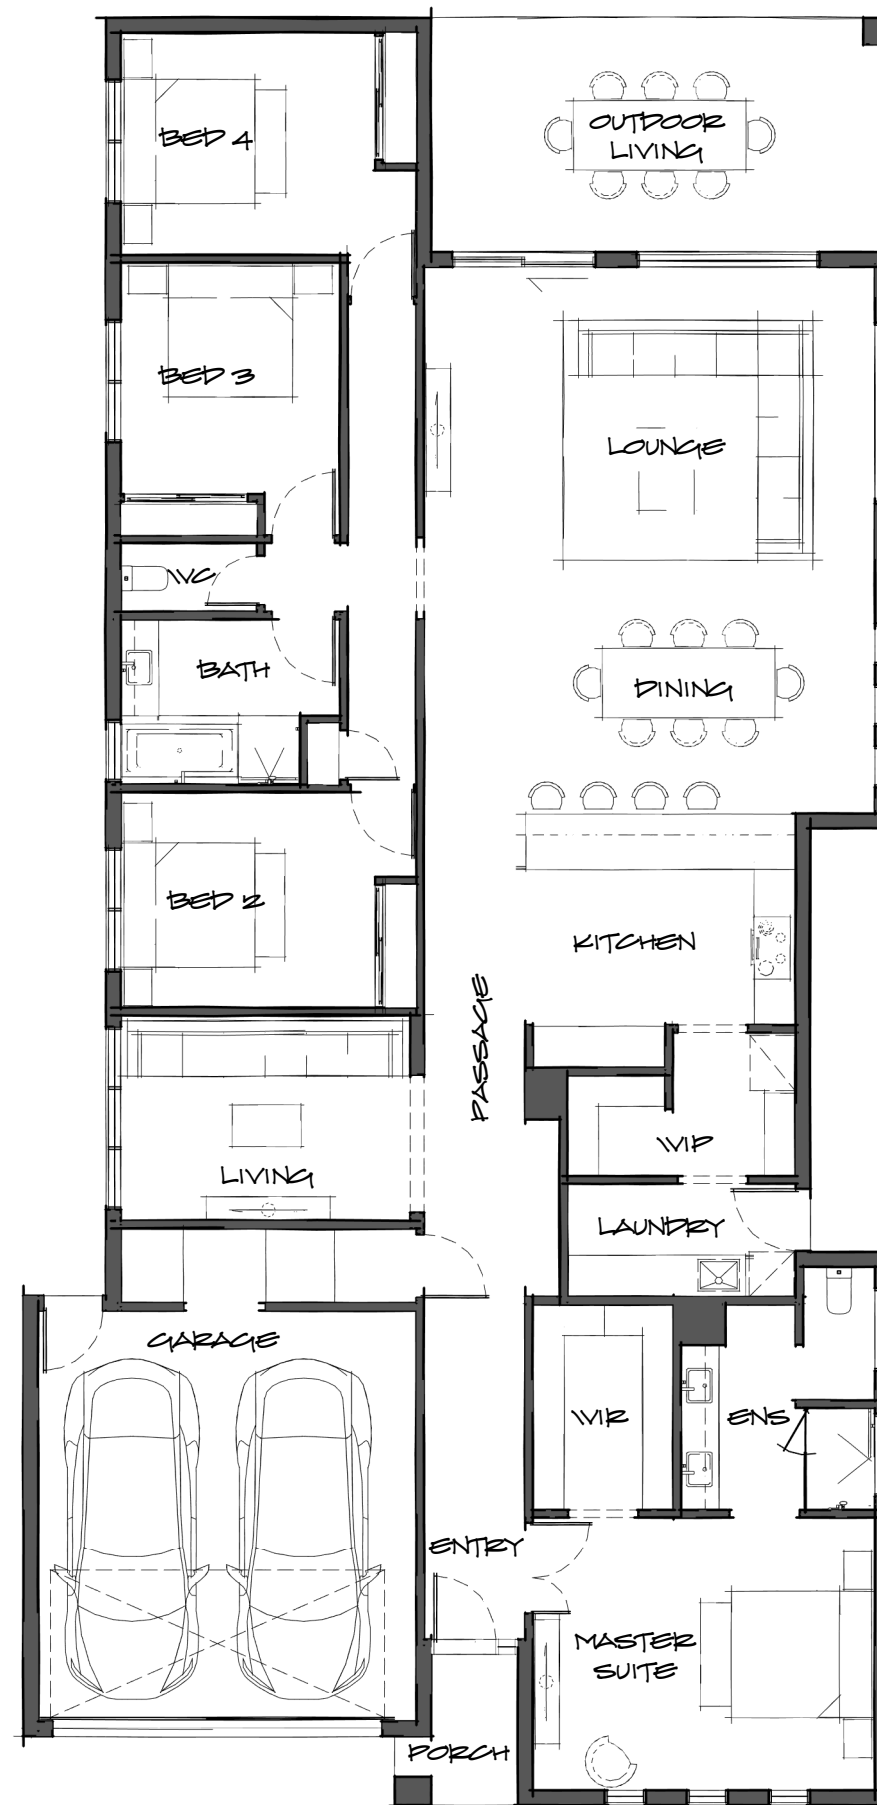 BED 4
OUTDOOR
LIVING
BED 3
LOUNGE
WC
BATH
DINING
BED 2
KITCHEN
PASSAGE
WIP
LIVING
LAUNDRY
GARAGE
WIR
ENS
ENTRY
MASTER
SUITE
PORCH